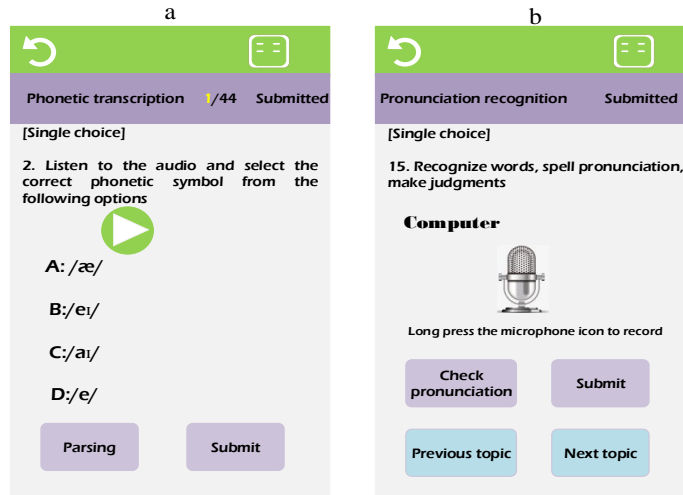 a
Phonetic transcription 1/44 Submitted
[Single choice]
2. Listen to the audio and select the
correct phonetic symbol from the
following options
A: /æ/
B:/eɪ/
C:/aɪ/
D:/e/
Parsing Submit
b
Pronunciation recognition Submitted
[Single choice]
15. Recognize words, spell pronunciation,
make judgments
Computer
Long press the microphone icon to record
Check
pronunciation
Submit
Previous topic Next topic